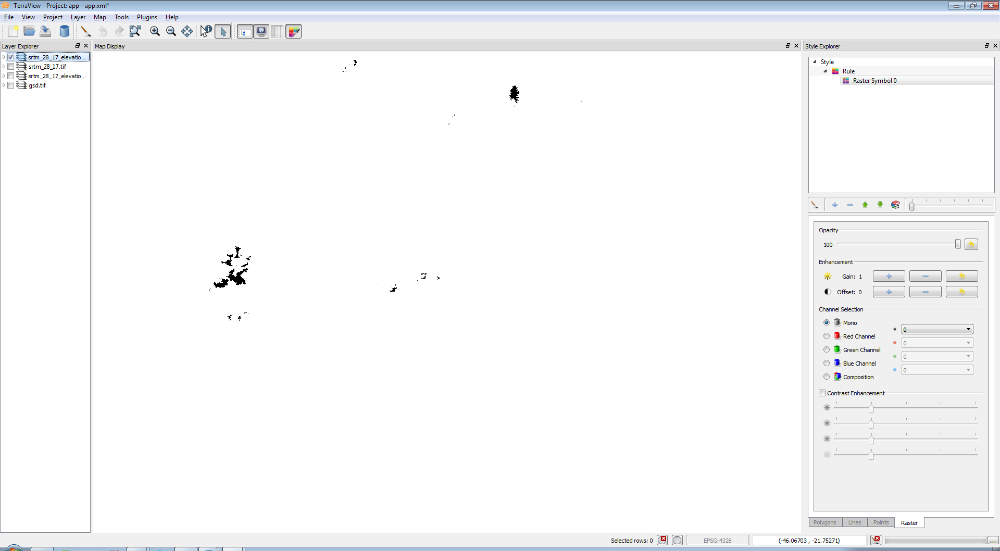 TerraView - Project: app - app.xml*
File View Project Layer Map Tools Plugins Help
Layer Explorer
srtm_28_17_elevatio...
srtm_28_17.tif
srtm_28_17_elevatio...
gsd.tif
Map Display
Style Explorer
Style
Rule
Raster Symbol 0
Opacity
100
Enhancement
Gain: 1
Offset: 0
Channel Selection
Mono 0
Red Channel 0
Green Channel 0
Blue Channel 0
Composition
Contrast Enhancement
Polygons Lines Points Raster
Selected rows: 0 EPSG:4326 (-46.06703 , -21.75271) ...